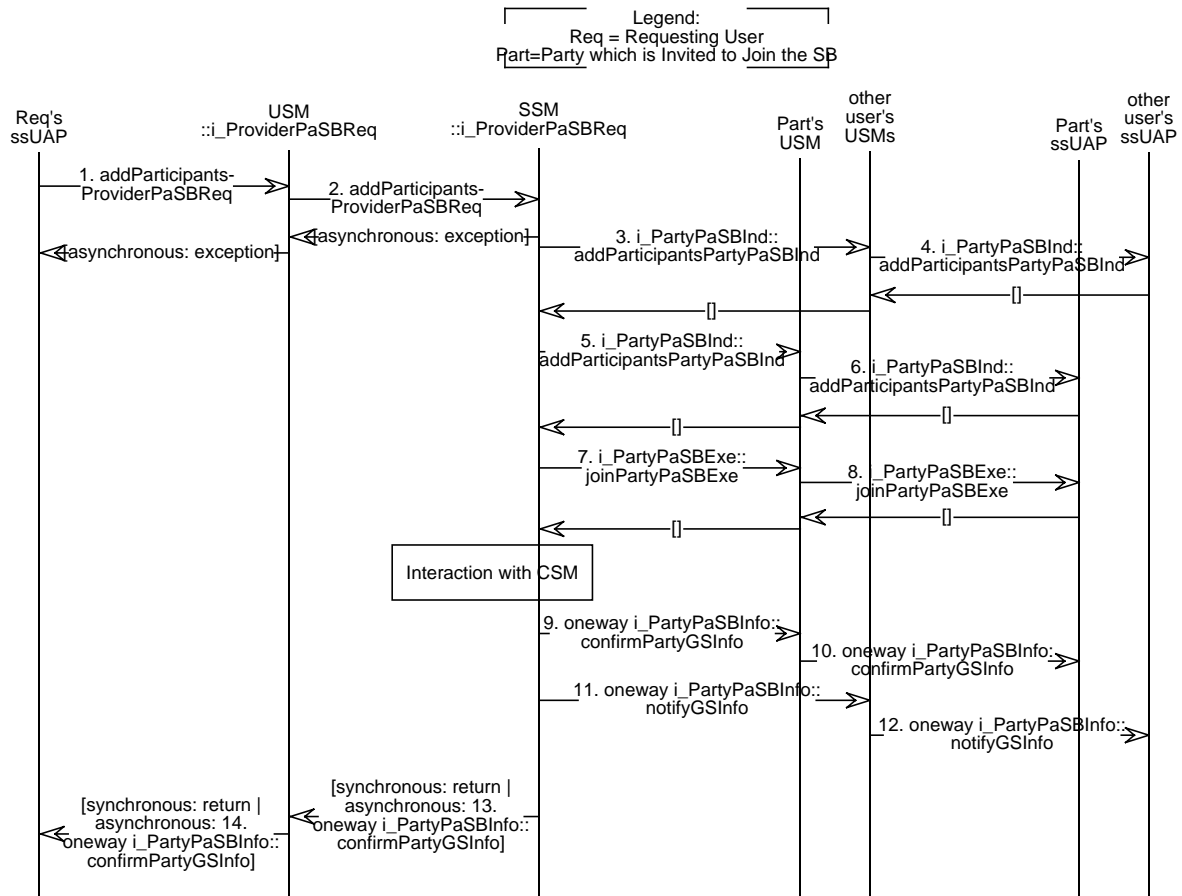 Legend:
Req = Requesting User
Part=Party which is Invited to Join the SB
Req's
ssUAP
USM
::i_ProviderPaSBReq
SSM
::i_ProviderPaSBReq
Part's
USM
other
user's
USMs
Part's
ssUAP
other
user's
ssUAP
1. addParticipants-
ProviderPaSBReq
2. addParticipants-
ProviderPaSBReq
[asynchronous: exception]
[asynchronous: exception]
3. i_PartyPaSBInd::
addParticipantsPartyPaSBInd
4. i_PartyPaSBInd::
addParticipantsPartyPaSBInd
[]
[]
5. i_PartyPaSBInd::
addParticipantsPartyPaSBInd
6. i_PartyPaSBInd::
addParticipantsPartyPaSBInd
[]
[]
7. i_PartyPaSBExe::
joinPartyPaSBExe
8. i_PartyPaSBExe::
joinPartyPaSBExe
[]
[]
Interaction with CSM
9. oneway i_PartyPaSBInfo::
confirmPartyGSInfo
10. oneway i_PartyPaSBInfo:
confirmPartyGSInfo
11. oneway i_PartyPaSBInfo::
notifyGSInfo
12. oneway i_PartyPaSBInfo::
notifyGSInfo
[synchronous: return |
asynchronous: 13.
oneway i_PartyPaSBInfo::
confirmPartyGSInfo]
[synchronous: return |
asynchronous: 14.
oneway i_PartyPaSBInfo::
confirmPartyGSInfo]